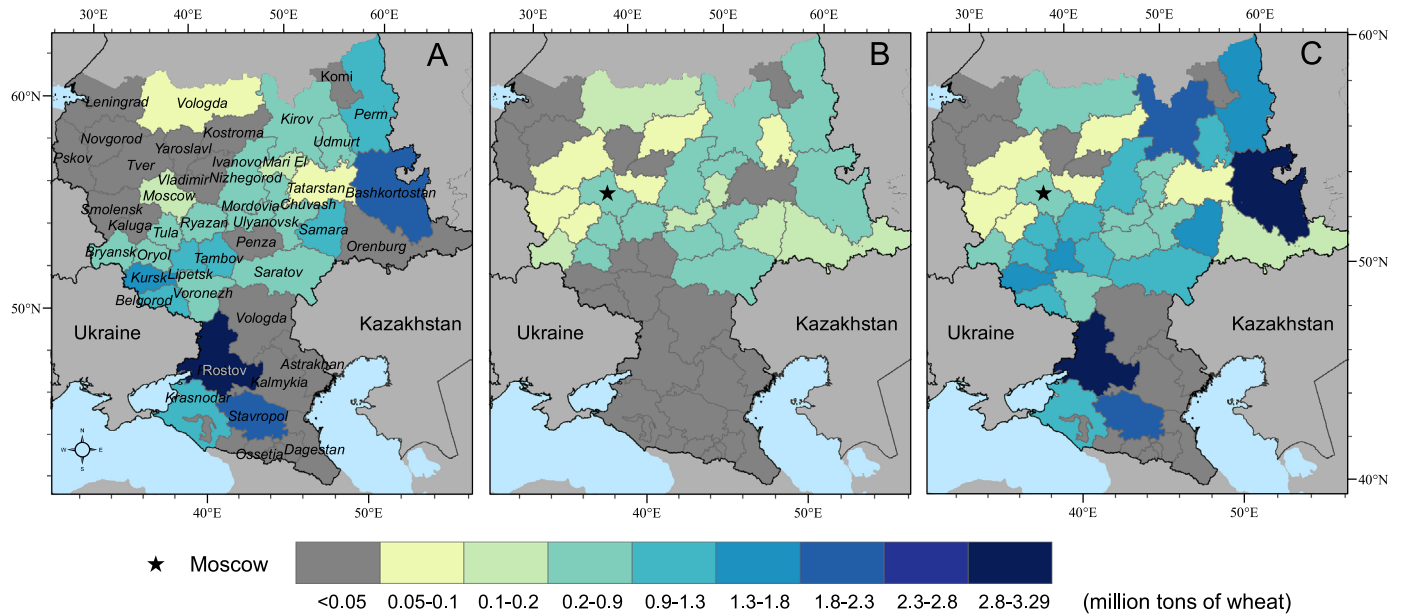 30°E 40°E 50°E 60°E
30°E 40°E 50°E 60°E
30°E 40°E 50°E 60°E
A
B
C
60°N
50°N
60°N
50°N
40°N
Komi
Leningrad
Vologda
Perm
Kirov
Novgorod
Kostroma
Yaroslavl
Udmurt
Pskov
Tver
Ivanovo
Mari El
Vladimir
Nizhegorod
Moscow
Tatarstan
Bashkortostan
Smolensk
Mordovia
Chuvash
Kaluga
Ryazan
Ulyanovsk
Samara
Tula
Penza
Orenburg
Bryansk
Oryol
Tambov
Saratov
Kursk
Lipetsk
Belgorod
Voronezh
Vologda
Ukraine
Kazakhstan
Ukraine
Kazakhstan
Ukraine
Kazakhstan
Rostov
Astrakhan
Kalmykia
Krasnodar
Stavropol
Ossetia
Dagestan
N
W E
S
40°E 50°E
40°E 50°E
40°E 50°E
Moscow
<0.05 0.05-0.1 0.1-0.2 0.2-0.9 0.9-1.3 1.3-1.8 1.8-2.3 2.3-2.8 2.8-3.29 (million tons of wheat)